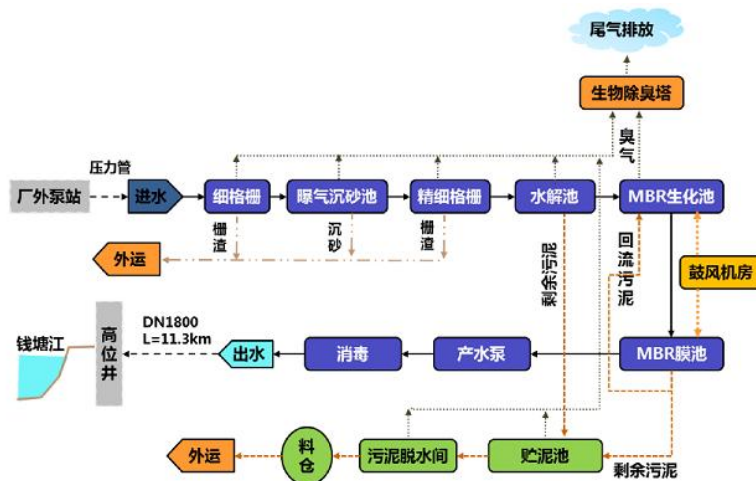 尾气排放
生物除臭塔
臭气
压力管
厂外泵站
进水
细格栅
曝气沉砂池
精细格栅
水解池
MBR生化池
栅渣
沉砂
栅渣
外运
剩余污泥
回流污泥
鼓风机房
钱塘江
高位井
DN1800
L=11.3km
出水
消毒
产水泵
MBR膜池
外运
料仓
污泥脱水间
贮泥池
剩余污泥